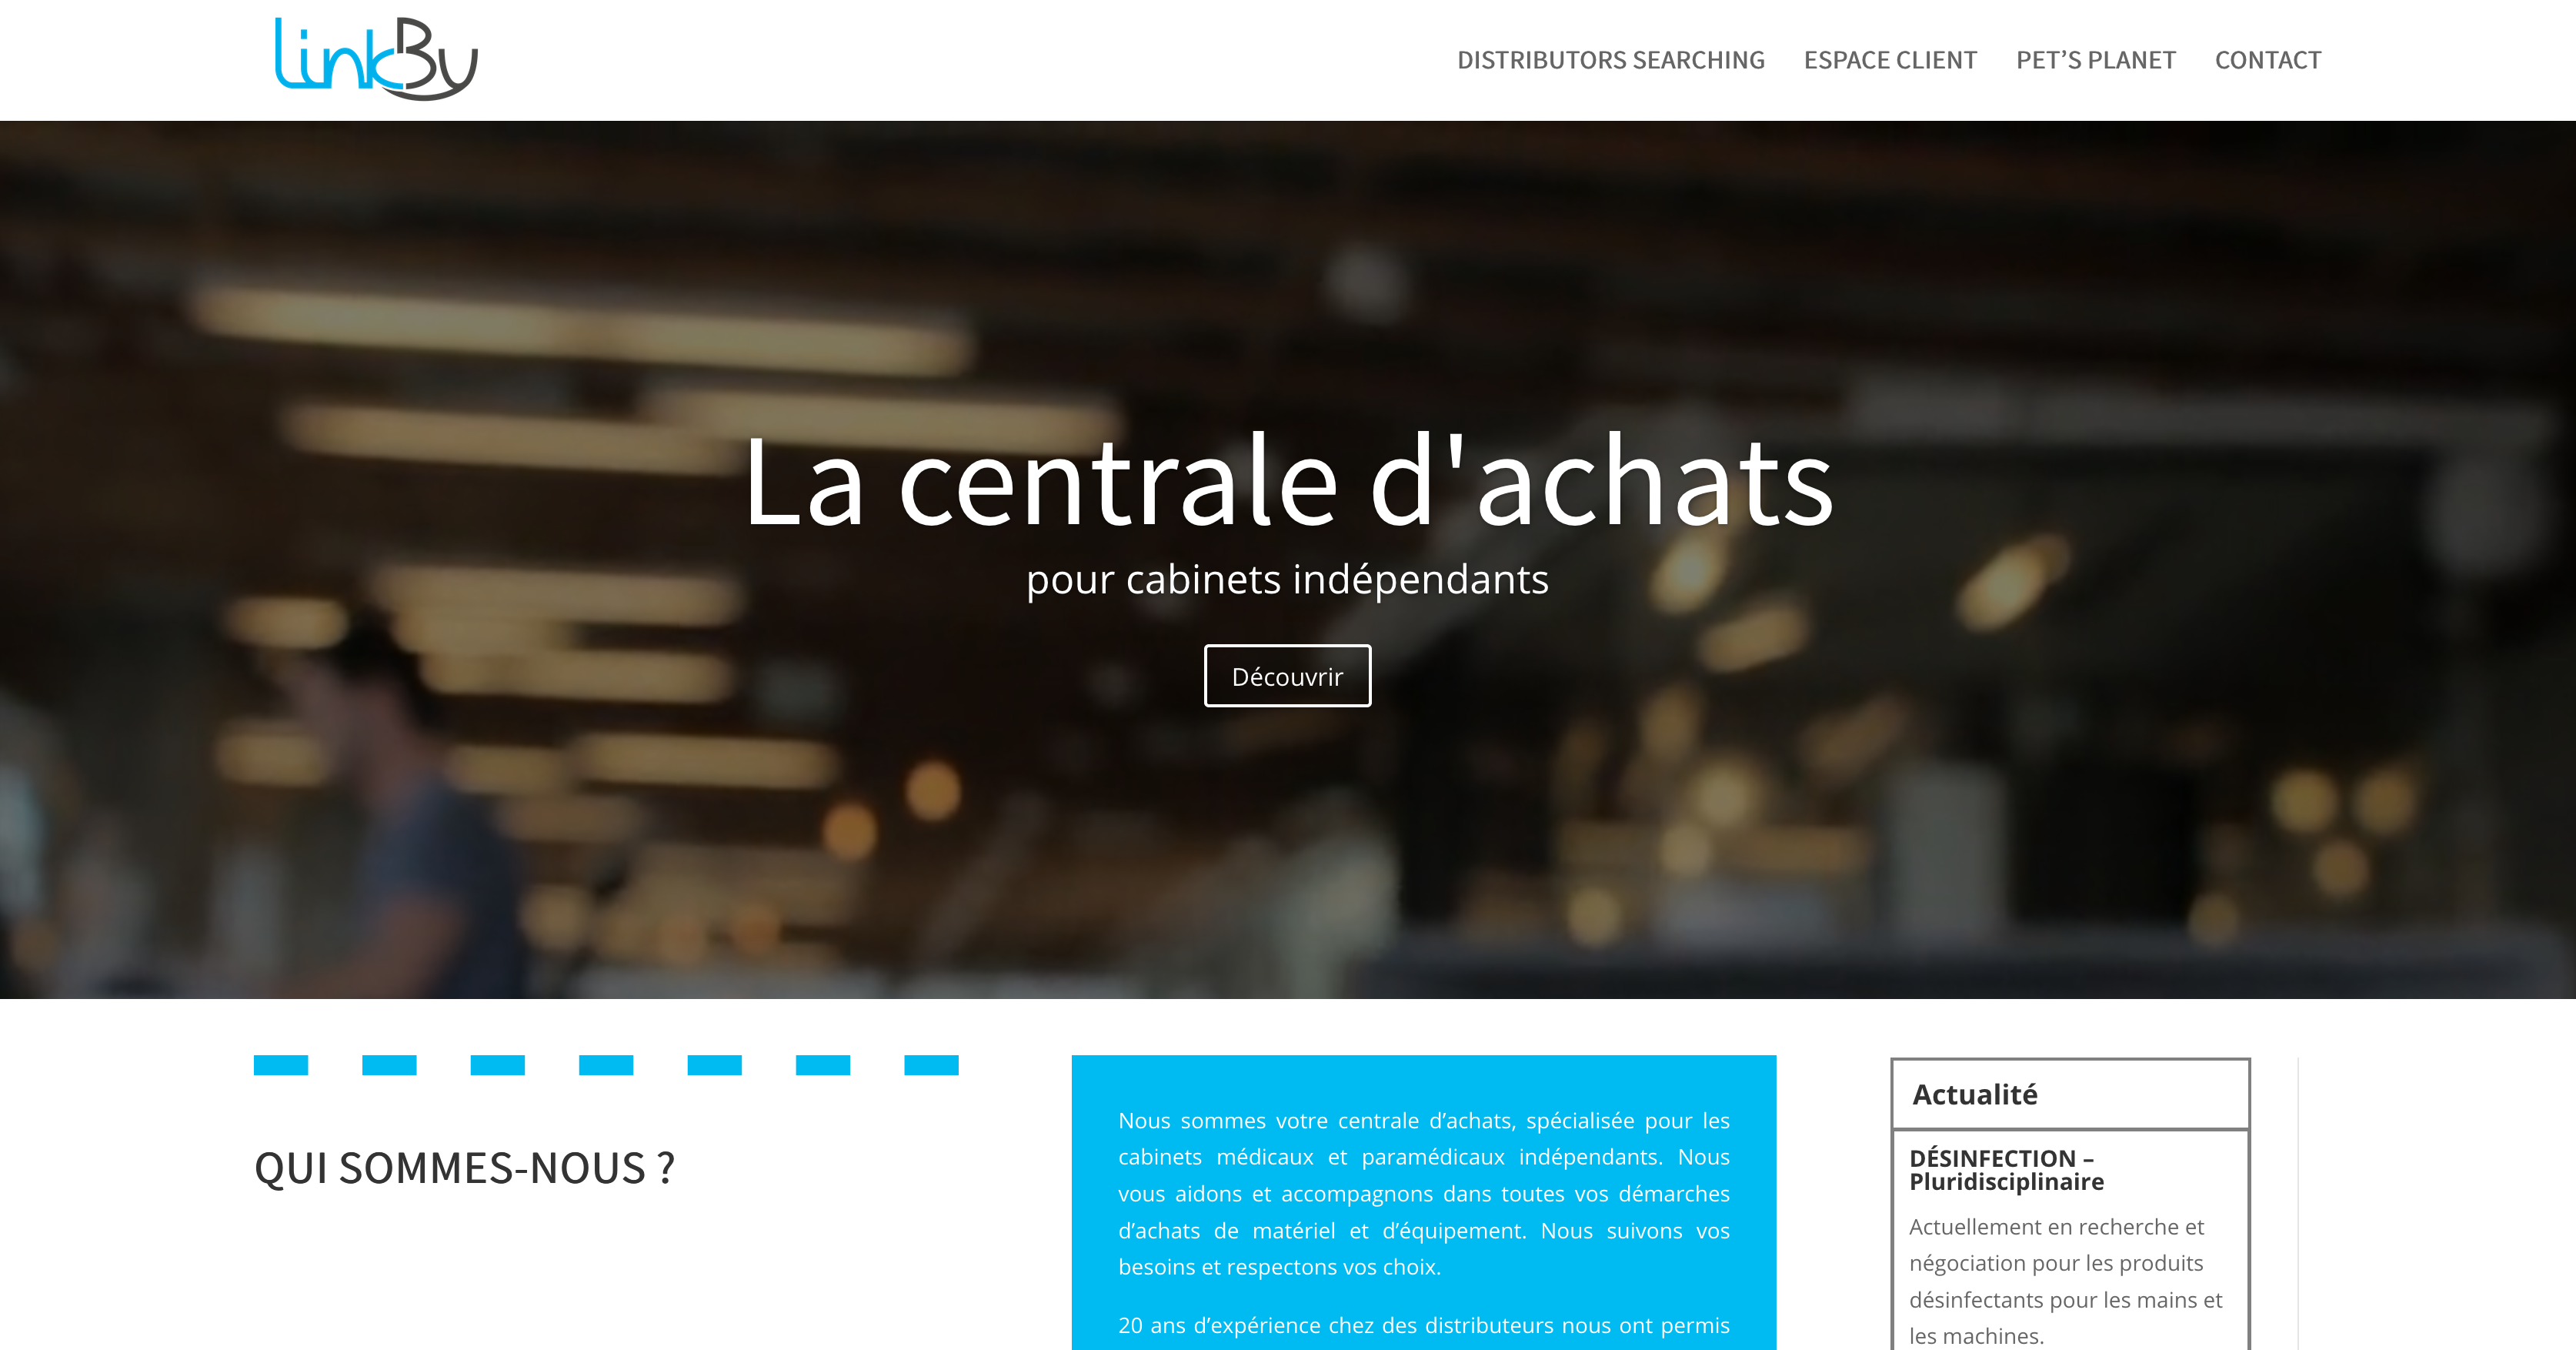 linkBu
DISTRIBUTORS SEARCHING
ESPACE CLIENT
PET’S PLANET
CONTACT
La centrale d'achats
pour cabinets indépendants
Découvrir
QUI SOMMES-NOUS ?
Nous sommes votre centrale d’achats, spécialisée pour les
cabinets médicaux et paramédicaux indépendants. Nous
vous aidons et accompagnons dans toutes vos démarches
d’achats de matériel et d’équipement. Nous suivons vos
besoins et respectons vos choix.
20 ans d’expérience chez des distributeurs nous ont permis
Actualité
DÉSINFECTION –
Pluridisciplinaire
Actuellement en recherche et
négociation pour les produits
désinfectants pour les mains et
les machines.